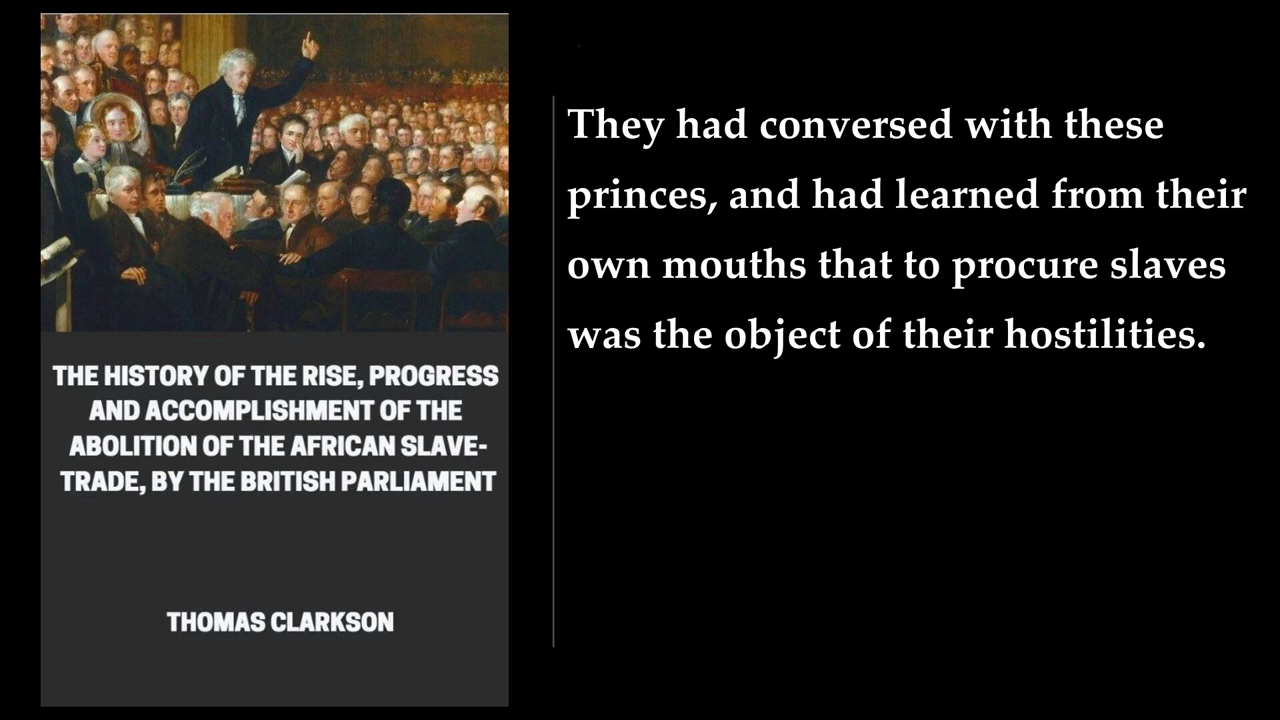 THE HISTORY OF THE RISE, PROGRESS
AND ACCOMPLISHMENT OF THE
ABOLITION OF THE AFRICAN SLAVE-
TRADE, BY THE BRITISH PARLIAMENT
THOMAS CLARKSON
They had conversed with these
princes, and had learned from their
own mouths that to procure slaves
was the object of their hostilities.